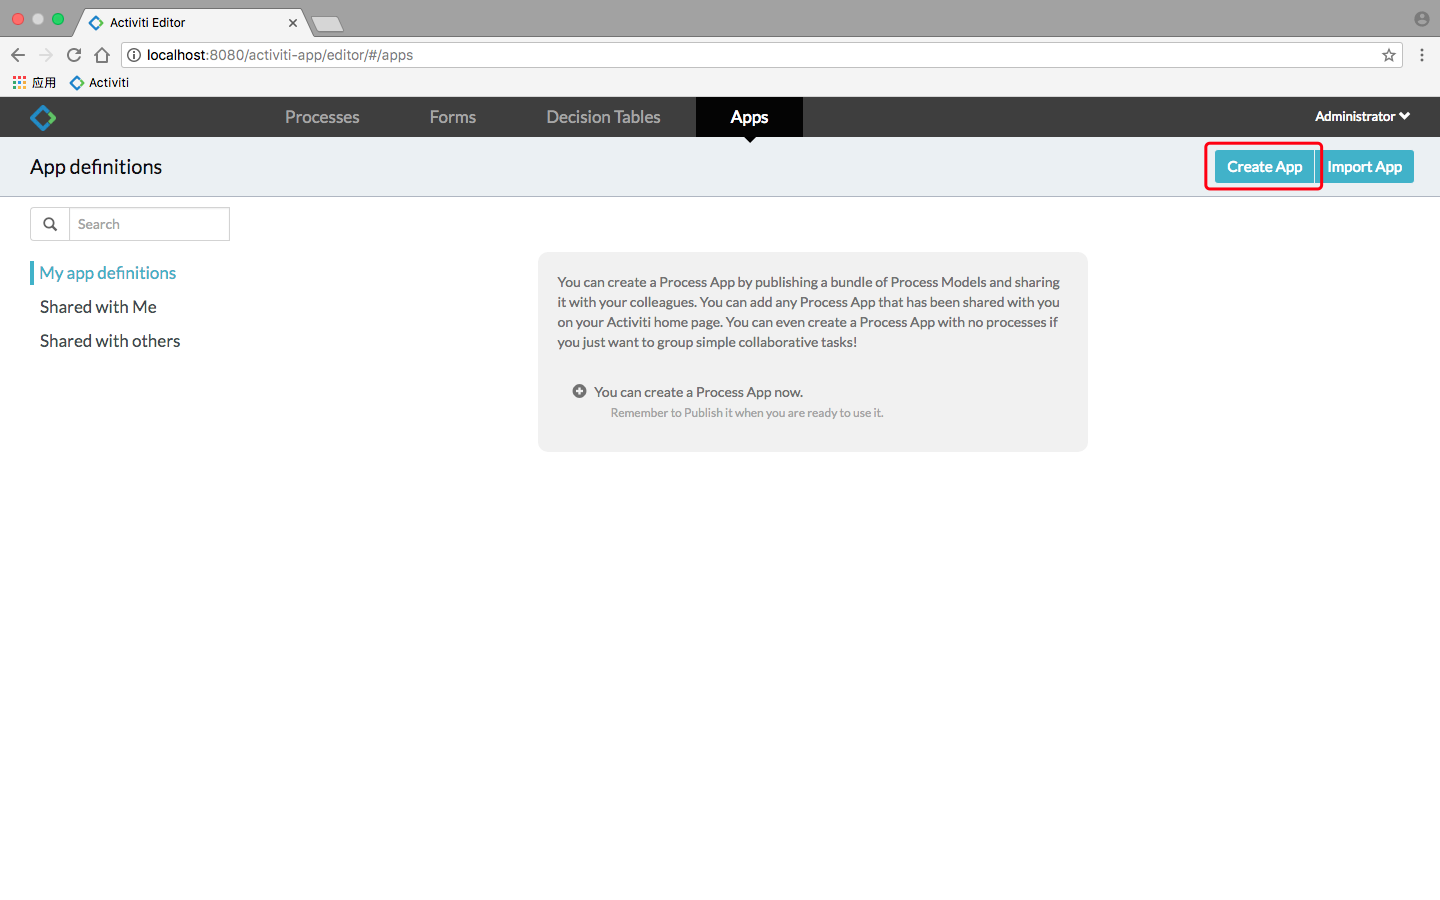 Activiti Editor
localhost:8080/activiti-app/editor/#/apps
应用 Activiti
Processes Forms Decision Tables Apps Administrator
App definitions Create App Import App
Search
My app definitions
Shared with Me
Shared with others
You can create a Process App by publishing a bundle of Process Models and sharing
it with your colleagues. You can add any Process App that has been shared with you
on your Activiti home page. You can even create a Process App with no processes if
you just want to group simple collaborative tasks!
You can create a Process App now.
Remember to Publish it when you are ready to use it.